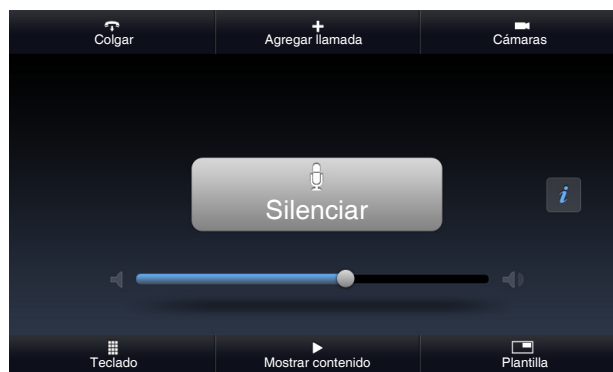 Colgar
Agregar llamada
Cámaras
Silenciar
i
Teclado
Mostrar contenido
Plantilla